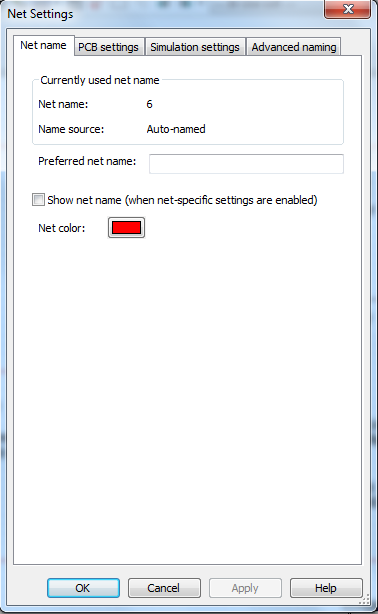 Net Settings
Net name PCB settings Simulation settings Advanced naming
Currently used net name
Net name: 6
Name source: Auto-named
Preferred net name:
Show net name (when net-specific settings are enabled)
Net color:
OK Cancel Apply Help